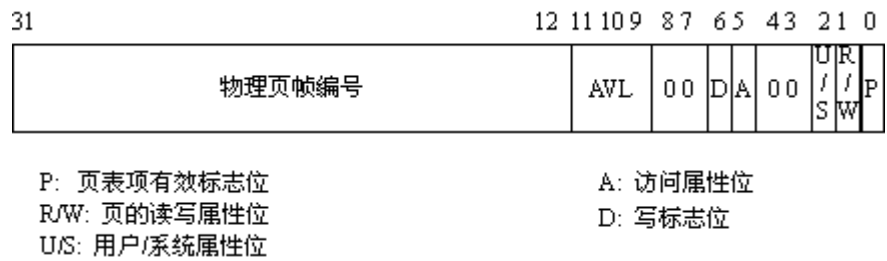 31 12 11 10 9 8 7 6 5 4 3 2 1 0
物理页帧编号 AVL 0 0 D A 0 0 U/S R/W P
P: 页表项有效标志位 A: 访问属性位
R/W: 页的读写属性位 D: 写标志位
U/S: 用户/系统属性位